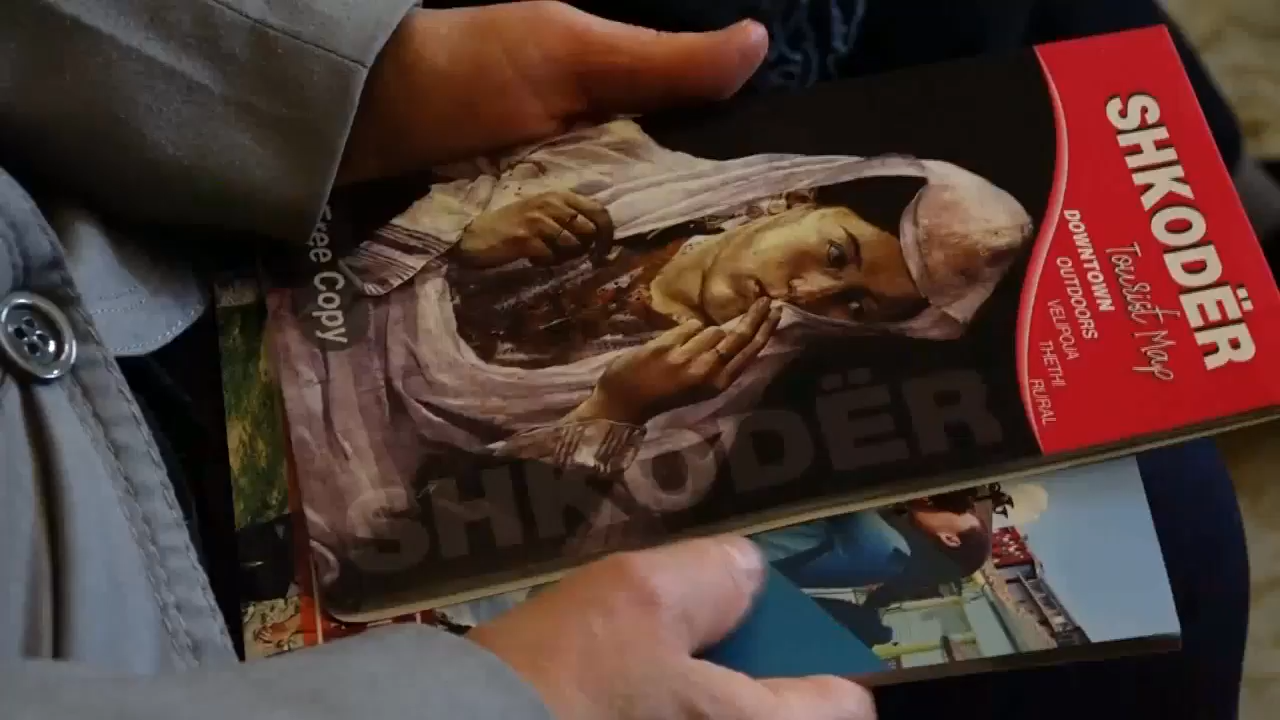 SHKODËR
Tourist Map
DOWNTOWN
OUTDOORS
VELIPOJA
THETHI
RURAL
SHKODËR
Free Copy